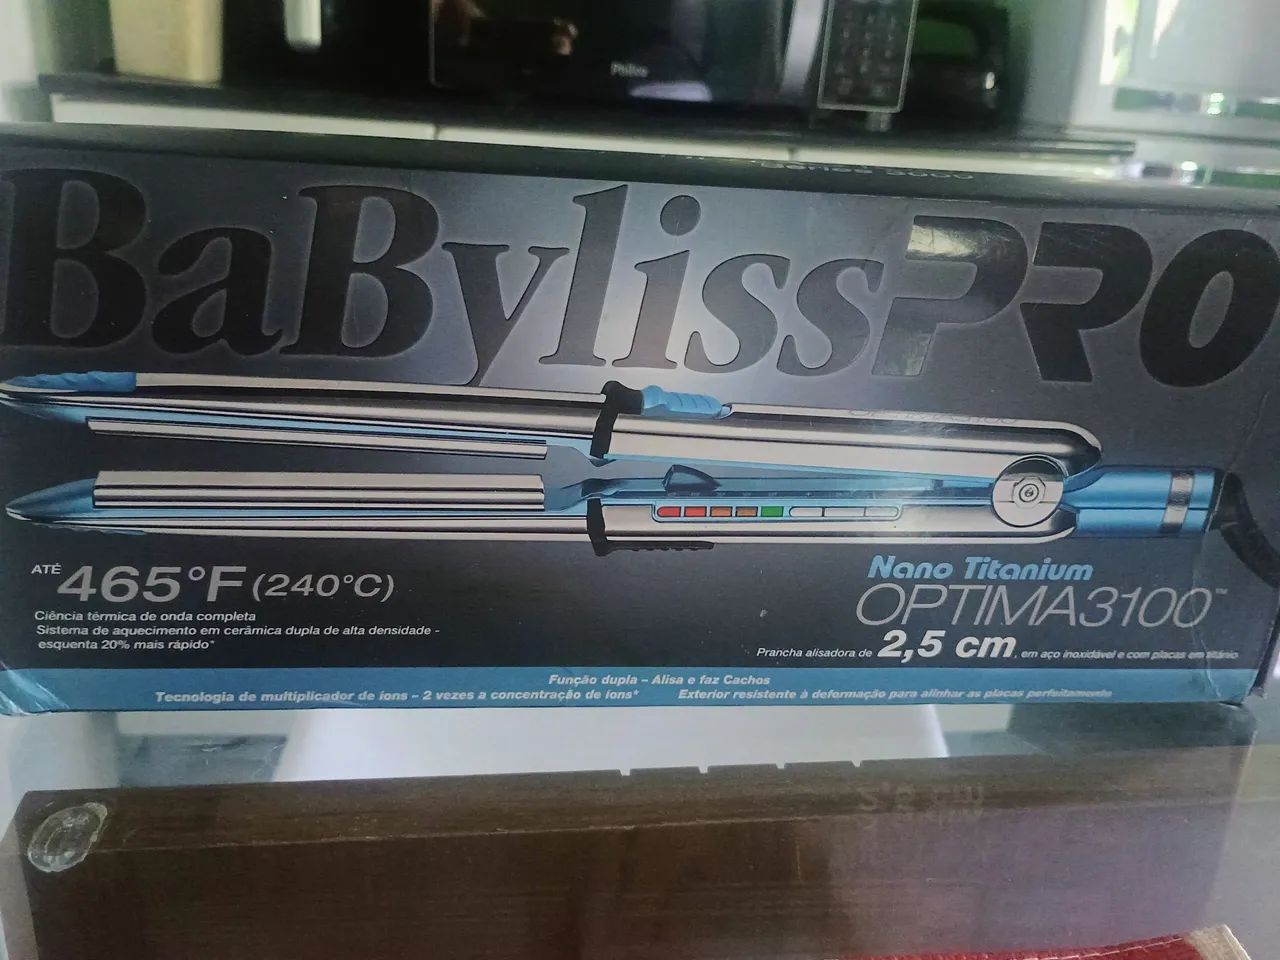 Philco
BaBylissPRO
OPTIMA 3100
ATÉ 465°F (240°C)
Ciência térmica de onda completa
Sistema de aquecimento em cerâmica dupla de alta densidade -
esquenta 20% mais rápido*
Nano Titanium
OPTIMA3100™
Prancha alisadora de 2,5 cm, em aço inoxidável e com placas em titânio
Função dupla – Alisa e faz Cachos
Tecnologia de multiplicador de íons – 2 vezes a concentração de íons* Exterior resistente à deformação para alinhar as placas perfeitamente